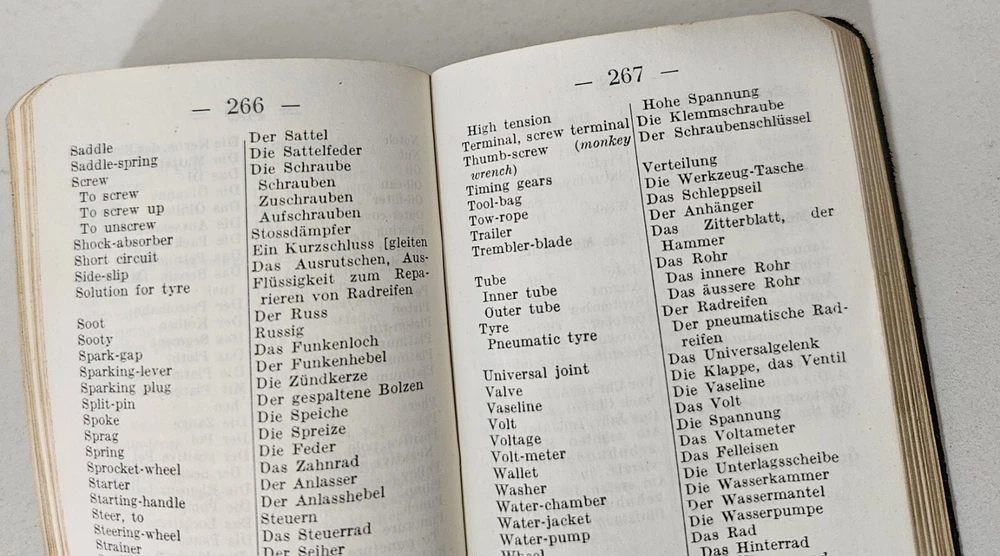 — 266 —
Saddle Der Sattel
Saddle-spring Die Sattelfeder
Screw Die Schraube
To screw Schrauben
To screw up Zuschrauben
To unscrew Aufschrauben
Shock-absorber Stossdämpfer
Short circuit Ein Kurzschluss [gleiten
Side-slip Das Ausrutschen, Aus-
Solution for tyre Flüssigkeit zum Repa-
rieren von Radreifen
Soot Der Russ
Sooty Russig
Spark-gap Das Funkenloch
Sparking-lever Der Funkenhebel
Sparking plug Die Zündkerze
Split-pin Der gespaltene Bolzen
Spoke Die Speiche
Sprag Die Spreize
Spring Die Feder
Sprocket-wheel Das Zahnrad
Starter Der Anlasser
Starting-handle Der Anlasshebel
Steer, to Steuern
Steering-wheel Das Steuerrad
Strainer Der Seiher
— 267 —
High tension Hohe Spannung
Terminal, screw terminal Die Klemmschraube
Thumb-screw (monkey Der Schraubenschlüssel
wrench)
Timing gears Verteilung
Tool-bag Die Werkzeug-Tasche
Tow-rope Das Schleppseil
Trailer Der Anhänger
Trembler-blade Das Zitterblatt, der
Hammer
Tube Das Rohr
Inner tube Das innere Rohr
Outer tube Das äussere Rohr
Tyre Der Radreifen
Pneumatic tyre Der pneumatische Rad-
reifen
Universal joint Das Universalgelenk
Valve Die Klappe, das Ventil
Vaseline Die Vaseline
Volt Das Volt
Voltage Die Spannung
Volt-meter Das Voltameter
Wallet Das Felleisen
Washer Die Unterlagsscheibe
Water-chamber Die Wasserkammer
Water-jacket Der Wassermantel
Water-pump Die Wasserpumpe
Wheel Das Rad
Das Hinterrad